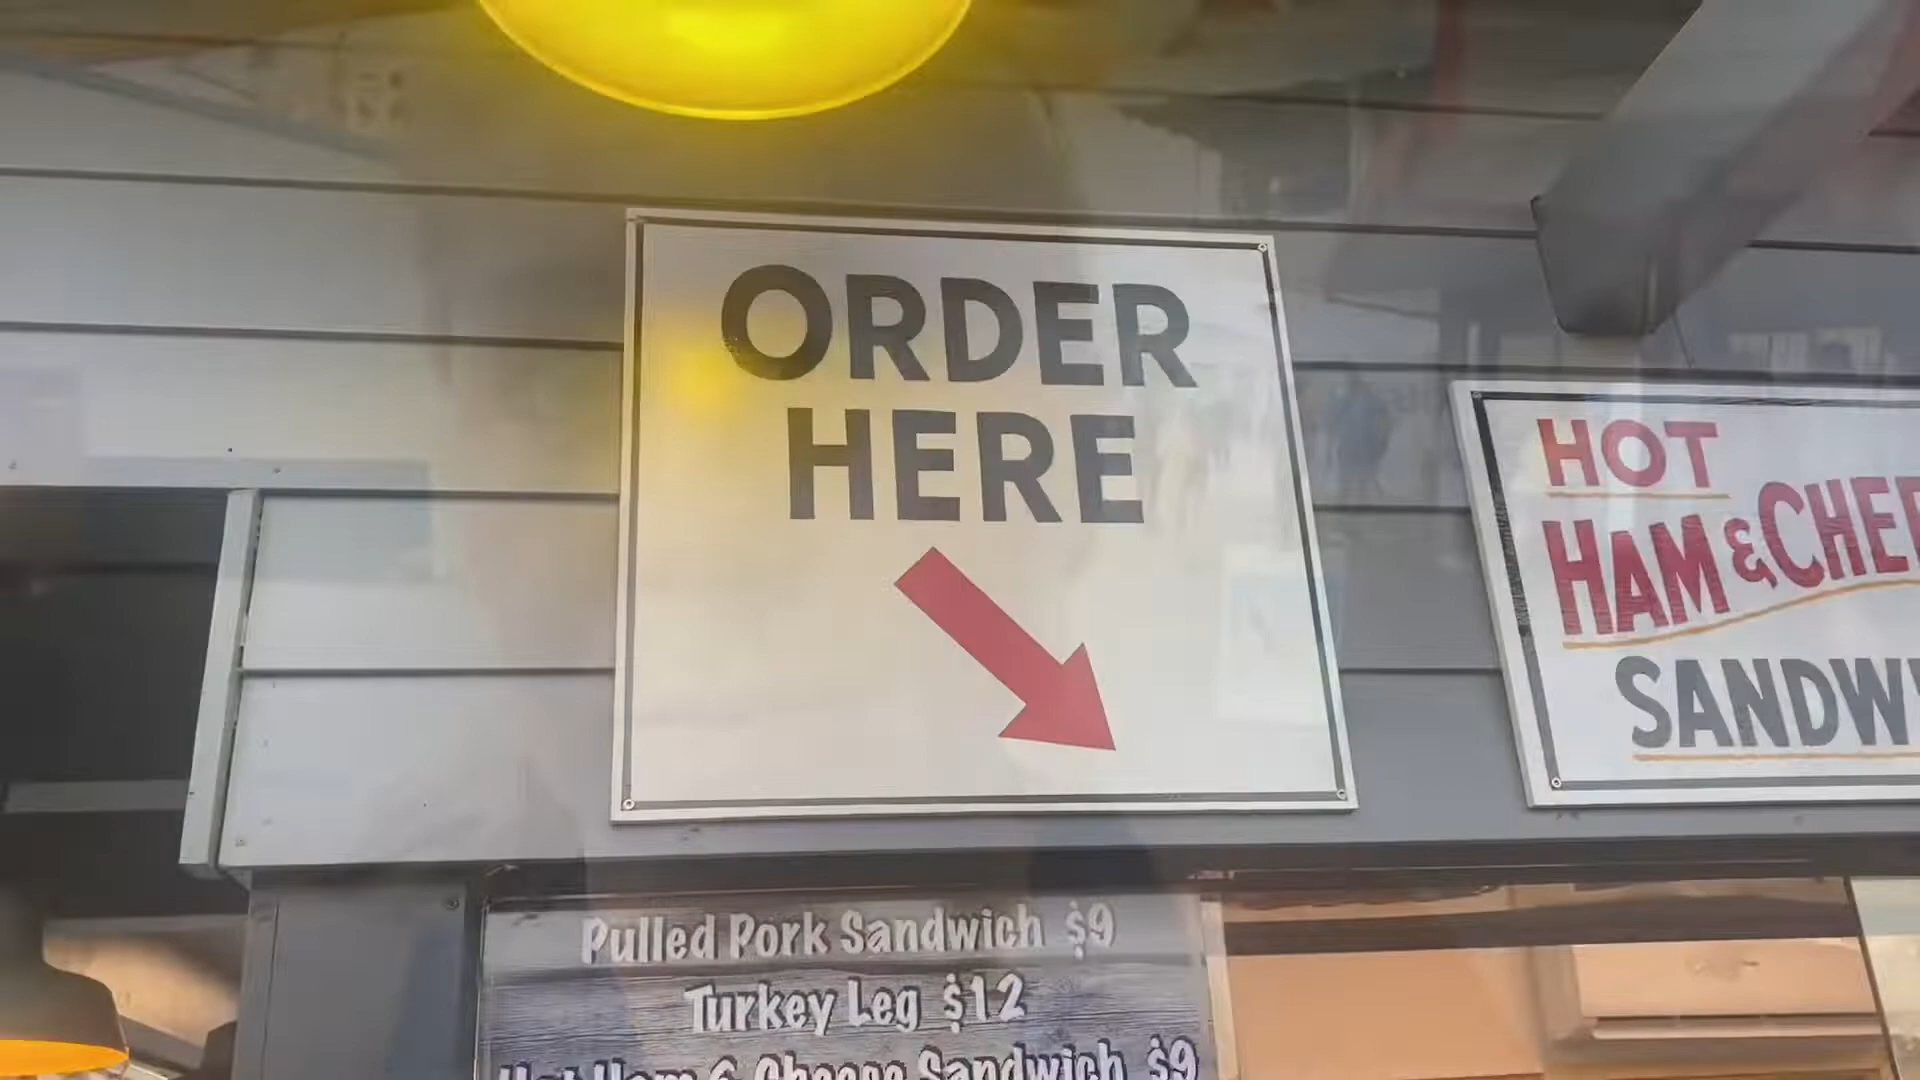 ORDER
HERE
HOT
HAM & CHEE
SANDW
Pulled Pork Sandwich $9
Turkey Leg $12
Hot Ham & Cheese Sandwich $9